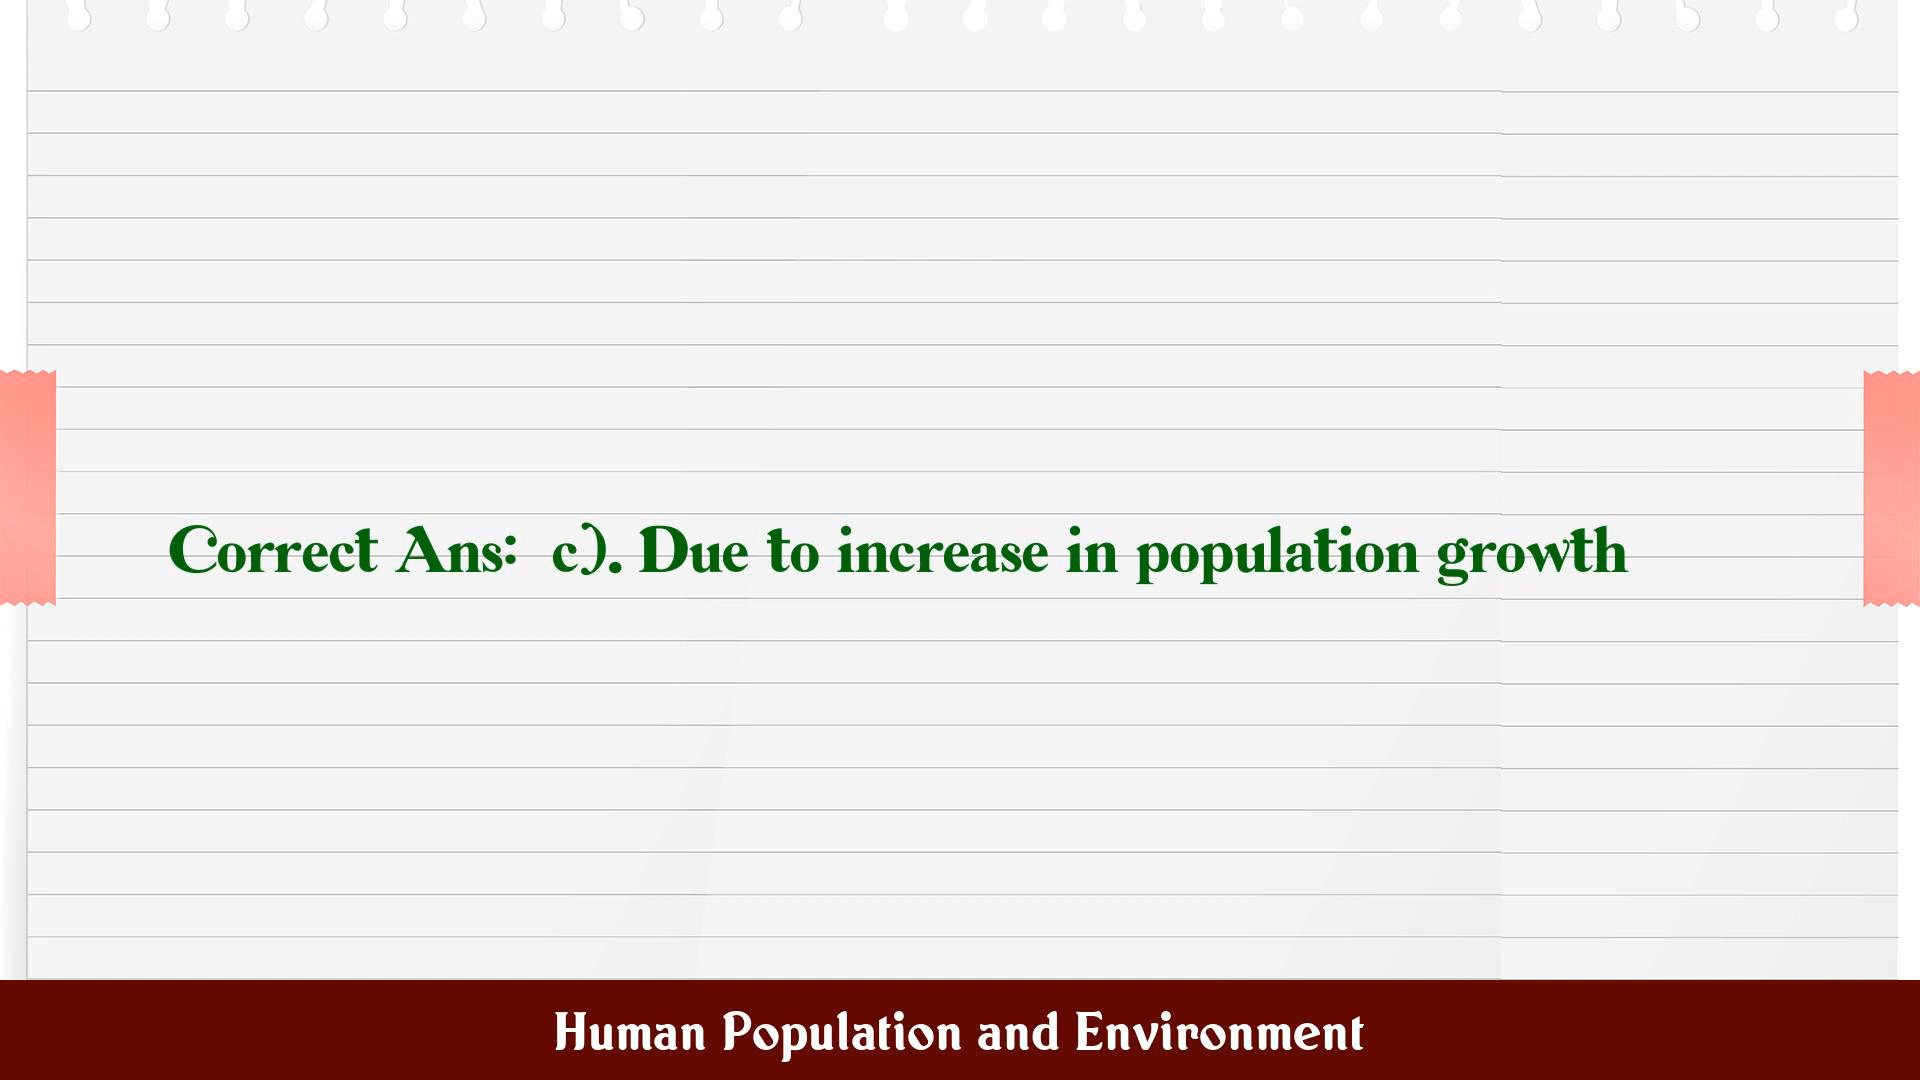 Correct Ans: c). Due to increase in population growth
Human Population and Environment